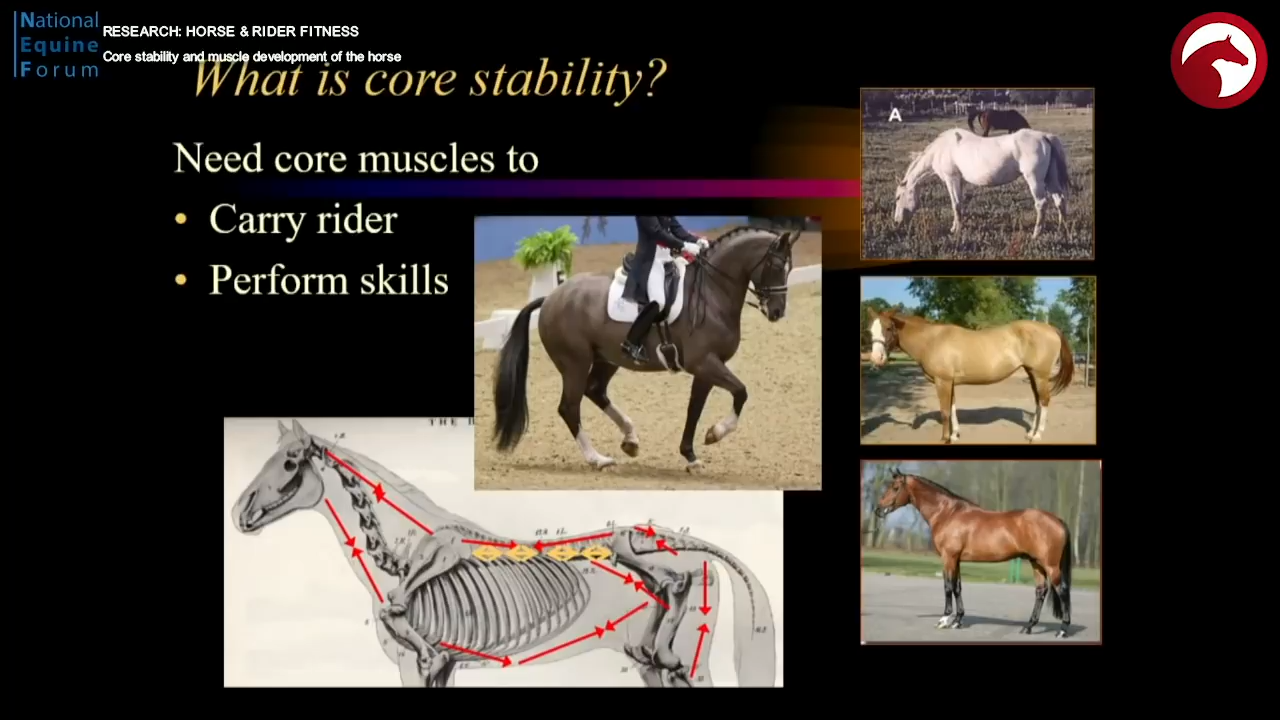 National
Equine
Forum
RESEARCH: HORSE & RIDER FITNESS
Core stability and muscle development of the horse
What is core stability?
Need core muscles to
• Carry rider
• Perform skills
A
THE